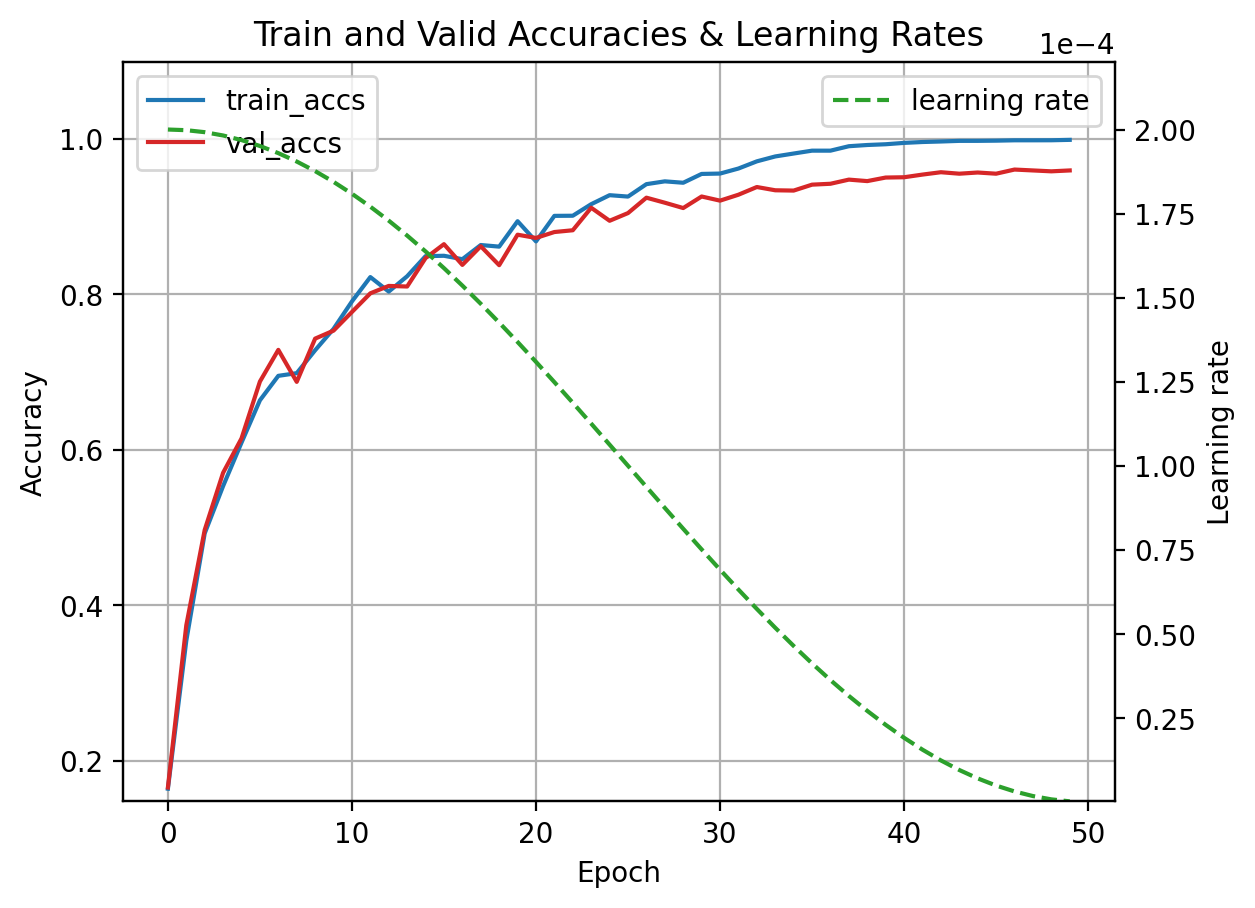 Train and Valid Accuracies & Learning Rates
1e−4
train_accs
val_accs
learning rate
1.0
0.8
0.6
0.4
0.2
Accuracy
2.00
1.75
1.50
1.25
1.00
0.75
0.50
0.25
Learning rate
0 10 20 30 40 50
Epoch